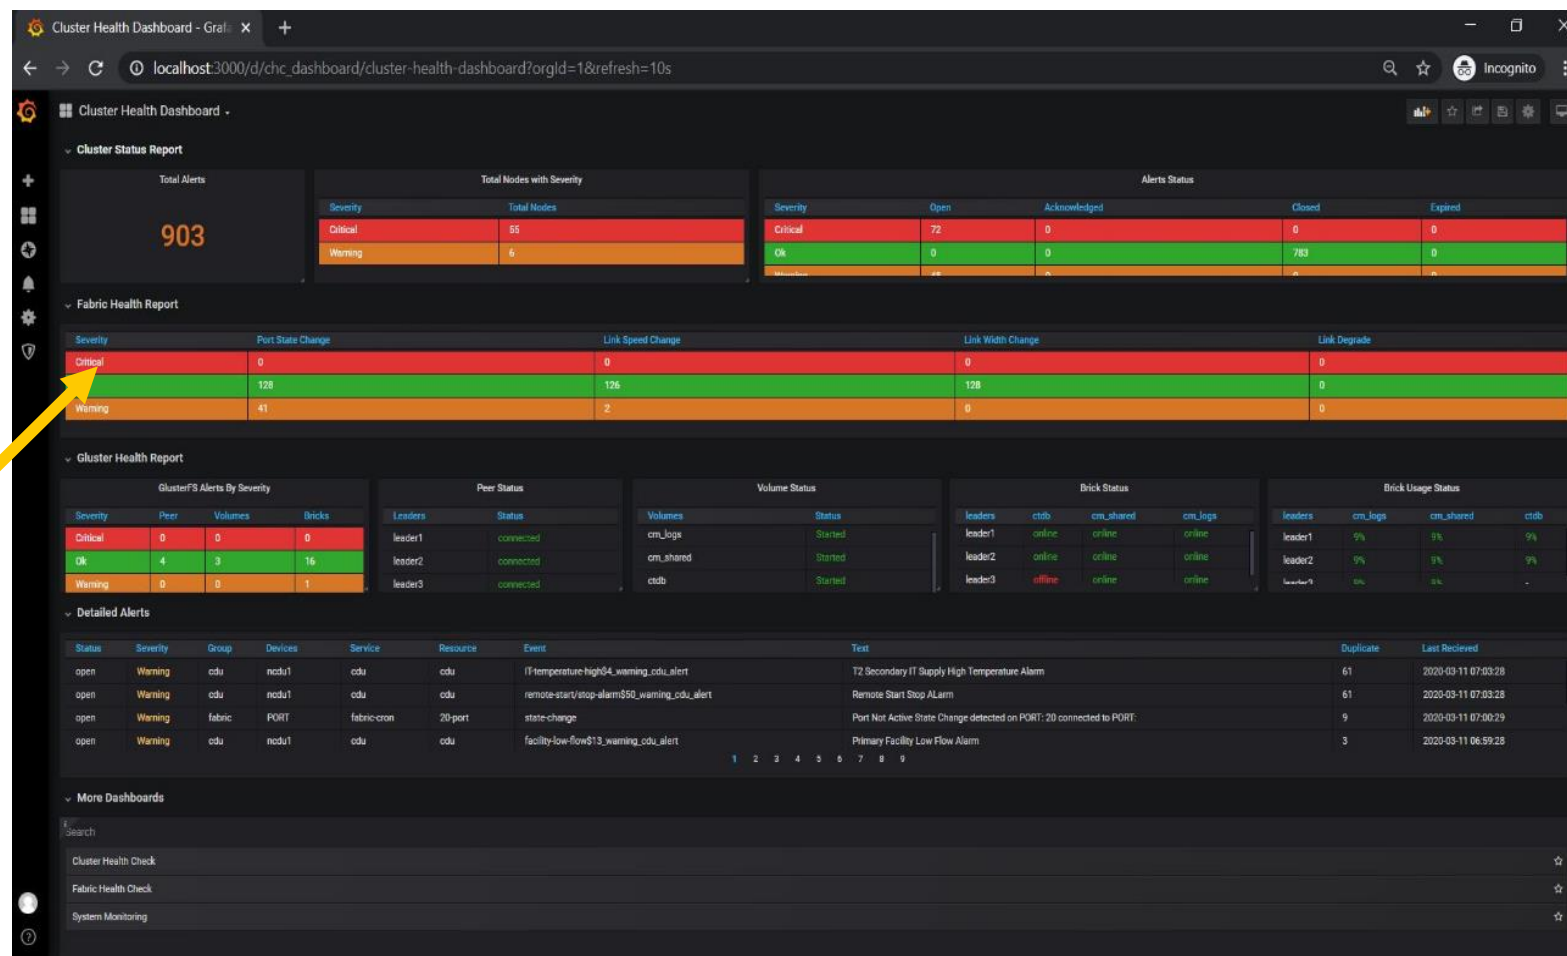 Cluster Health Dashboard - Grafa
localhost:3000/d/chc_dashboard/cluster-health-dashboard?orgId=1&refresh=10s
Incognito
Cluster Health Dashboard
Cluster Status Report
Total Alerts
903
Total Nodes with Severity
Severity Total Nodes
Critical 55
Warning 6
Alerts Status
Severity Open Acknowledged Closed Expired
Critical 72 0 0 0
Ok 0 0 783 0
Warning 48 0 0 0
Fabric Health Report
Severity Port State Change Link Speed Change Link Width Change Link Degrade
Critical 0 0 0 0
128 126 128 0
Warning 41 2 0 0
Gluster Health Report
GlusterFS Alerts By Severity
Severity Peer Volumes Bricks
Critical 0 0 0
Ok 4 3 16
Warning 0 0 1
Peer Status
Leaders Status
leader1 connected
leader2 connected
leader3 connected
Volume Status
Volumes Status
cm_logs Started
cm_shared Started
ctdb Started
Brick Status
leaders ctdb cm_shared cm_logs
leader1 online online online
leader2 online online online
leader3 offline online online
Brick Usage Status
leaders cm_logs cm_shared ctdb
leader1 9% 9% 9%
leader2 9% 9% 9%
leader3 9% 9% -
Detailed Alerts
Status Severity Group Devices Service Resource Event Text Duplicate Last Recieved
open Warning cdu ncdu1 cdu cdu IT-temperature-high$4_warning_cdu_alert T2 Secondary IT Supply High Temperature Alarm 61 2020-03-11 07:03:28
open Warning cdu ncdu1 cdu cdu remote-start/stop-alarm$50_warning_cdu_alert Remote Start Stop ALarm 61 2020-03-11 07:03:28
open Warning fabric PORT fabric-cron 20-port state-change Port Not Active State Change detected on PORT: 20 connected to PORT: 9 2020-03-11 07:00:29
open Warning cdu ncdu1 cdu cdu facility-low-flow$13_warning_cdu_alert Primary Facility Low Flow Alarm 3 2020-03-11 06:59:28
1 2 3 4 5 6 7 8 9
More Dashboards
Search
Cluster Health Check
Fabric Health Check
System Monitoring